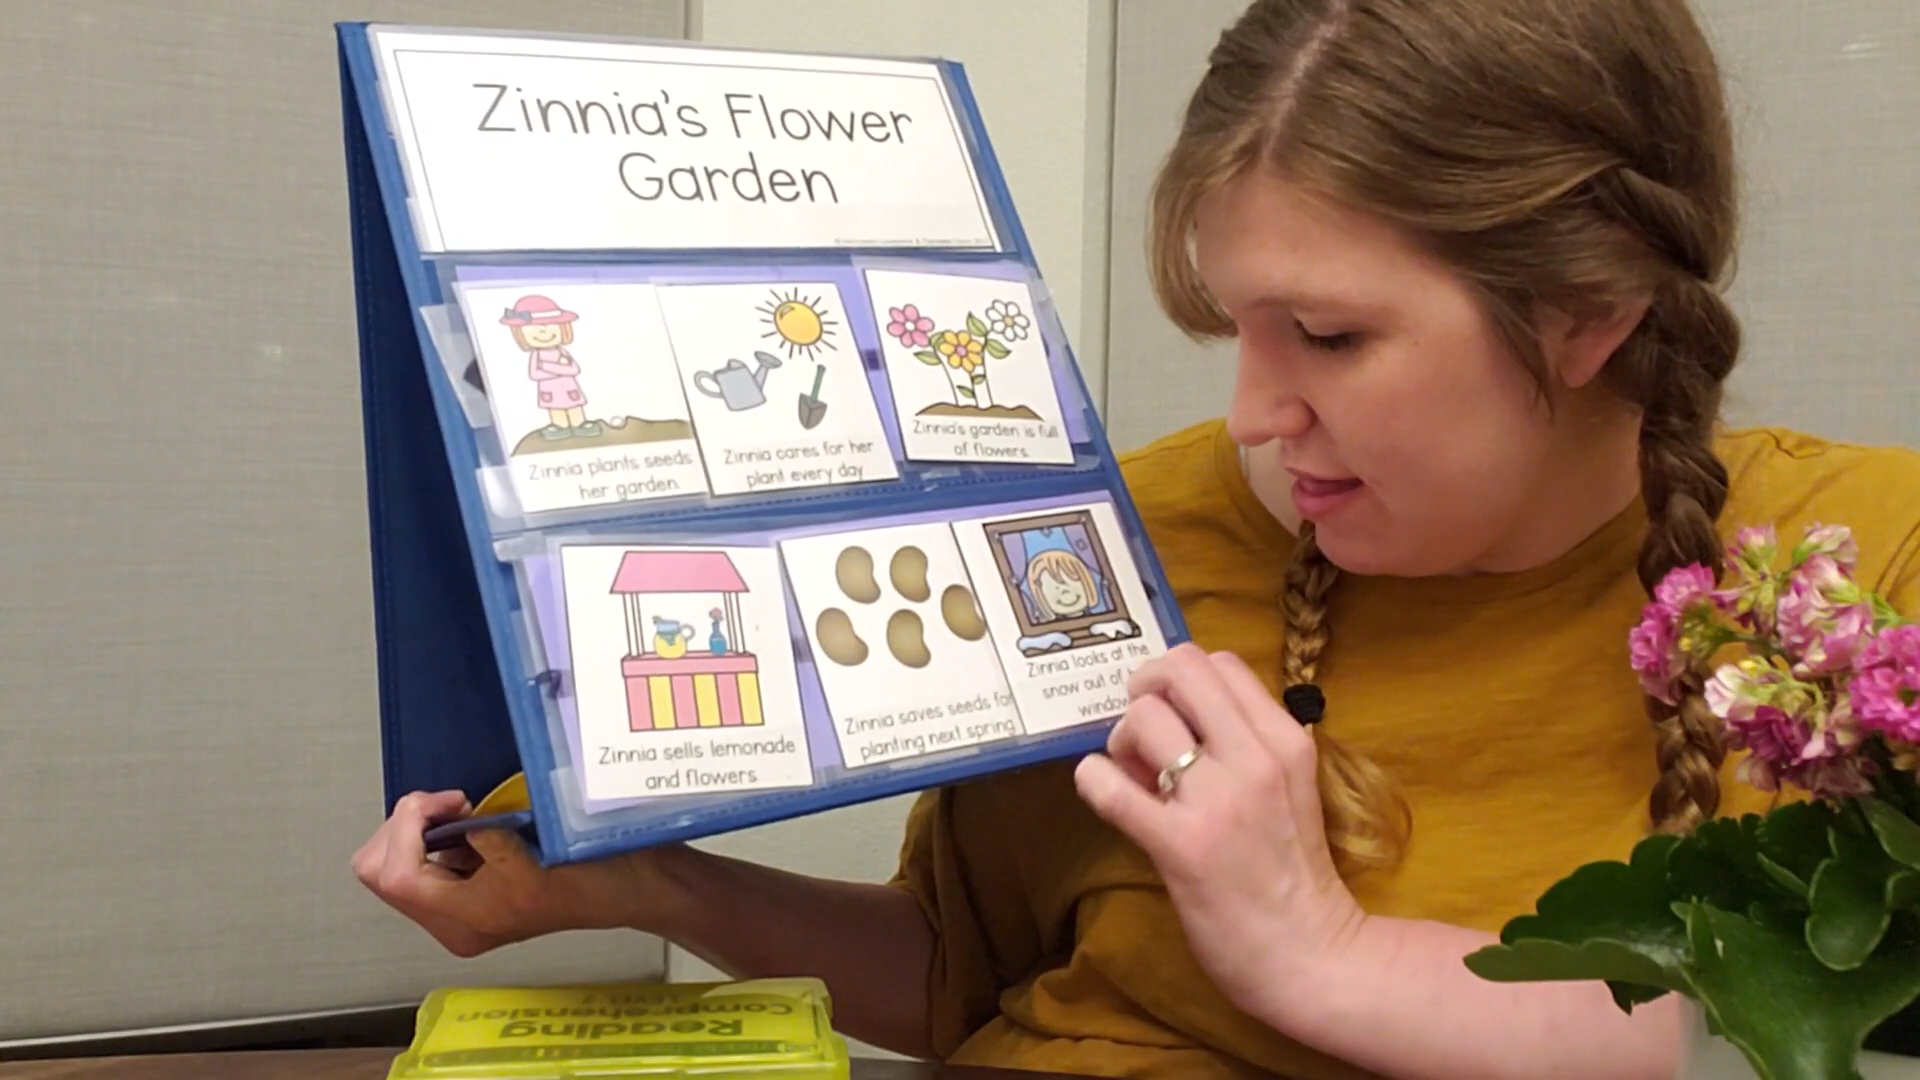 Zinnia's Flower
Garden
Zinnia plants seeds
her garden.
Zinnia cares for her
plant every day
Zinnia's garden is full
of flowers.
Zinnia sells lemonade
and flowers
Zinnia saves seeds for
planting next spring
Zinnia looks at the
snow out of
window
Reading
Comprehension
LEVEL 2